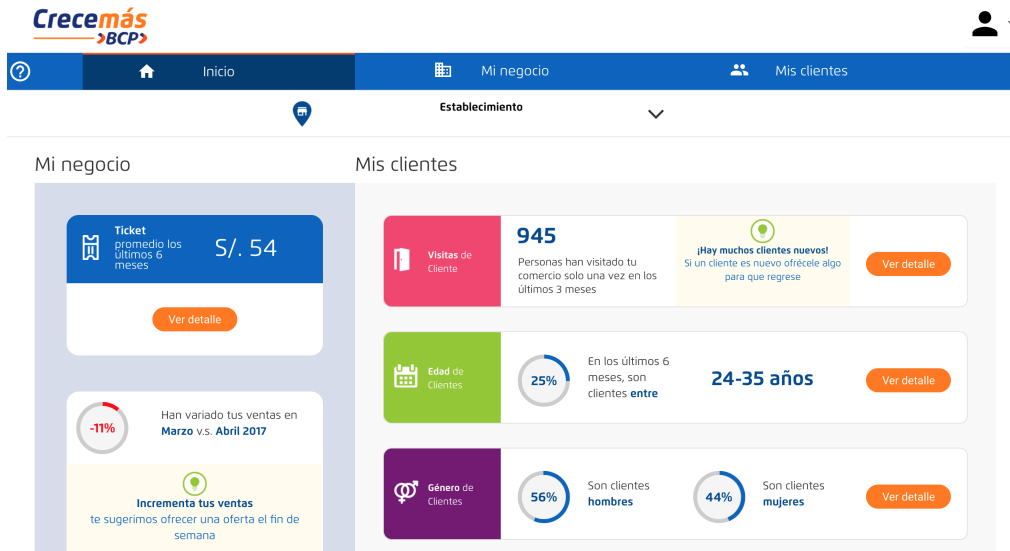 Crecemás
>BCP>
Inicio
Mi negocio
Mis clientes
Establecimiento
Mi negocio
Ticket
promedio los
últimos 6
meses
S/. 54
Ver detalle
-11%
Han variado tus ventas en
Marzo v.s. Abril 2017
Incrementa tus ventas
te sugerimos ofrecer una oferta el fin de
semana
Mis clientes
Visitas de
Cliente
945
Personas han visitado tu
comercio solo una vez en los
últimos 3 meses
¡Hay muchos clientes nuevos!
Si un cliente es nuevo ofrécele algo
para que regrese
Ver detalle
Edad de
Clientes
25%
En los últimos 6
meses, son
clientes entre
24-35 años
Ver detalle
Género de
Clientes
56%
Son clientes
hombres
44%
Son clientes
mujeres
Ver detalle